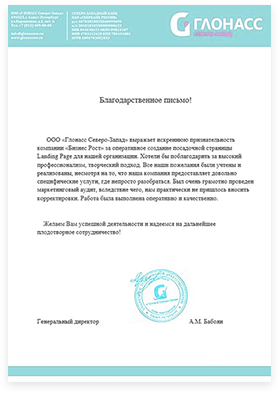 ГЛОНАСС
Благодарственное письмо!
ООО «Глонасс Северо-Запад» выражает искреннюю признательность
компании «Бизнес Рост» за оперативное создание посадочной страницы
Landing Page для нашей организации. Хотели бы поблагодарить за высокий
профессионализм, творческий подход. Все наши пожелания были учтены и
реализованы, несмотря на то, что наша компания предоставляет довольно
специфические услуги, где непросто разобраться. Был очень грамотно проведен
маркетинговый аудит, вследствие чего, нам практически не пришлось вносить
корректировки. Работа была выполнена оперативно и качественно.
Желаем Вам успешной деятельности и надеемся на дальнейшее
плодотворное сотрудничество!
Генеральный директор А.М. Бабоян